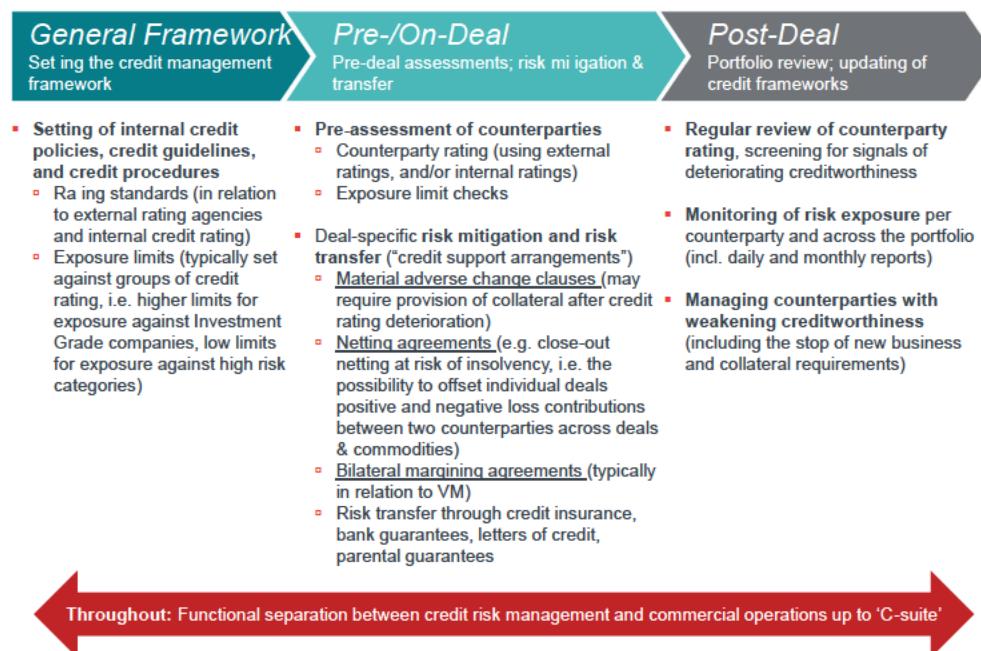 General Framework
Set ing the credit management
framework
Pre-/On-Deal
Pre-deal assessments; risk mi igation &
transfer
Post-Deal
Portfolio review; updating of
credit frameworks
▪ Setting of internal credit
policies, credit guidelines,
and credit procedures
▫ Ra ing standards (in relation
to external rating agencies
and internal credit rating)
▫ Exposure limits (typically set
against groups of credit
rating, i.e. higher limits for
exposure against Investment
Grade companies, low limits
for exposure against high risk
categories)
▪ Pre-assessment of counterparties
▫ Counterparty rating (using external
ratings, and/or internal ratings)
▫ Exposure limit checks
▪ Deal-specific risk mitigation and risk
transfer (“credit support arrangements”)
▫ Material adverse change clauses (may
require provision of collateral after credit
rating deterioration)
▫ Netting agreements (e.g. close-out
netting at risk of insolvency, i.e. the
possibility to offset individual deals
positive and negative loss contributions
between two counterparties across deals
& commodities)
▫ Bilateral margining agreements (typically
in relation to VM)
▫ Risk transfer through credit insurance,
bank guarantees, letters of credit,
parental guarantees
▪ Regular review of counterparty
rating, screening for signals of
deteriorating creditworthiness
▪ Monitoring of risk exposure per
counterparty and across the portfolio
(incl. daily and monthly reports)
▪ Managing counterparties with
weakening creditworthiness
(including the stop of new business
and collateral requirements)
Throughout: Functional separation between credit risk management and commercial operations up to ‘C-suite’